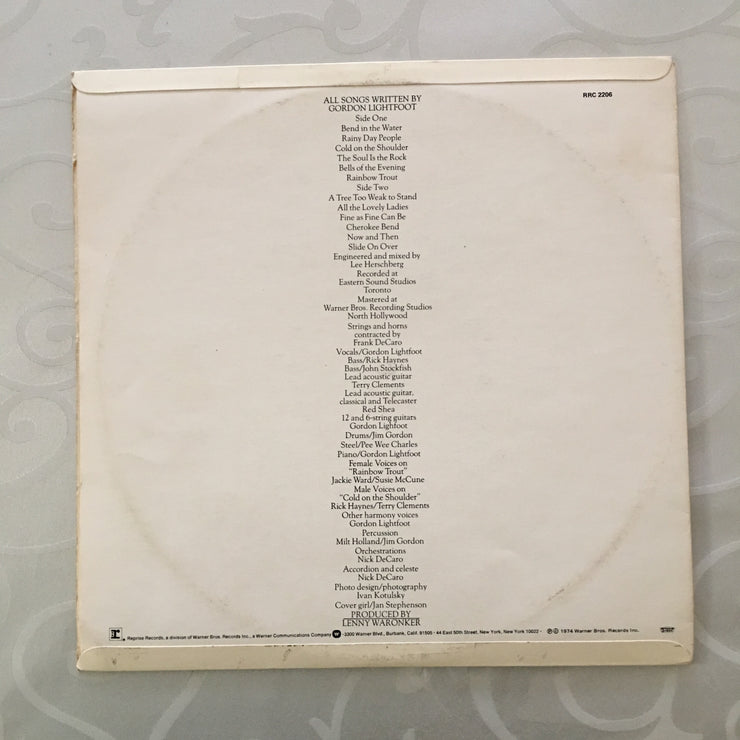 ALL SONGS WRITTEN BY
GORDON LIGHTFOOT
RRC 2206
Side One
Bend in the Water
Rainy Day People
Cold on the Shoulder
The Soul Is the Rock
Bells of the Evening
Rainbow Trout
Side Two
A Tree Too Weak to Stand
All the Lovely Ladies
Fine as Fine Can Be
Cherokee Bend
Now and Then
Slide On Over
Engineered and mixed by
Lee Herschberg
Recorded at
Eastern Sound Studios
Toronto
Mastered at
Warner Bros. Recording Studios
North Hollywood
Strings and horns
contracted by
Frank DeCaro
Vocals/Gordon Lightfoot
Bass/Rick Haynes
Bass/John Stockfish
Lead acoustic guitar
Terry Clements
Lead acoustic guitar,
classical and Telecaster
Red Shea
12 and 6-string guitars
Gordon Lighfoot
Drums/Jim Gordon
Steel/Pee Wee Charles
Piano/Gordon Lightfoot
Female Voices on
"Rainbow Trout"
Jackie Ward/Susie McCune
Male Voices on
"Cold on the Shoulder"
Rick Haynes/Terry Clements
Other harmony voices
Gordon Lightfoot
Percussion
Milt Holland/Jim Gordon
Orchestrations
Nick DeCaro
Accordion and celeste
Nick DeCaro
Photo design/photography
Ivan Kotulsky
Cover girl/Jan Stephenson
PRODUCED BY
LENNY WARONKER
Reprise Records, a division of Warner Bros. Records Inc., a Warner Communications Company 3300 Warner Blvd., Burbank, Calif. 91505 · 44 East 50th Street, New York, New York 10022 · ℗ © 1974 Warner Bros. Records Inc.